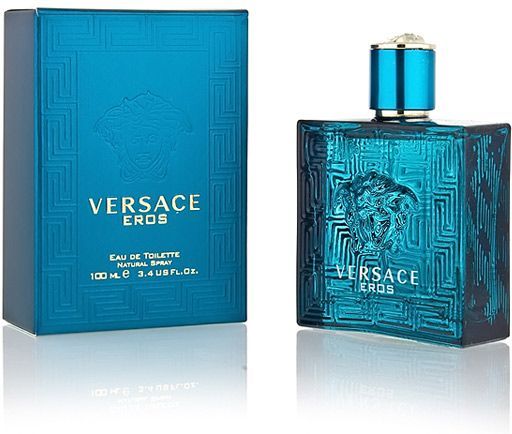 VERSACE
EROS
EAU DE TOILETTE
NATURAL SPRAY
100 ML e 3.4 US FL.OZ.
VERSACE
EROS